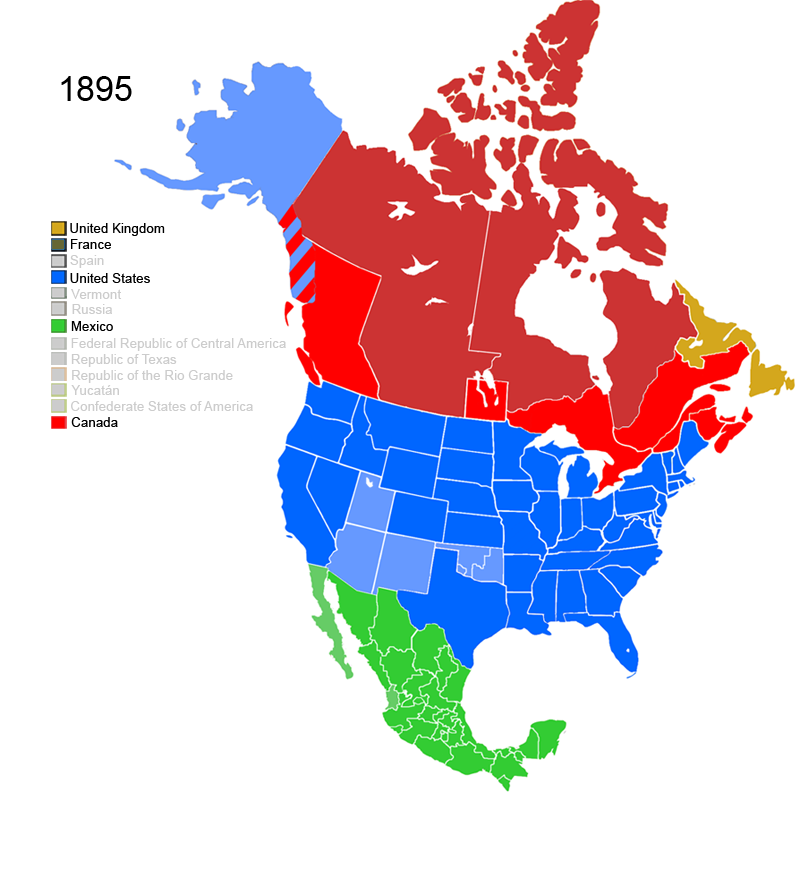 1895
United Kingdom
France
Spain
United States
Vermont
Russia
Mexico
Federal Republic of Central America
Republic of Texas
Republic of the Rio Grande
Yucatán
Confederate States of America
Canada